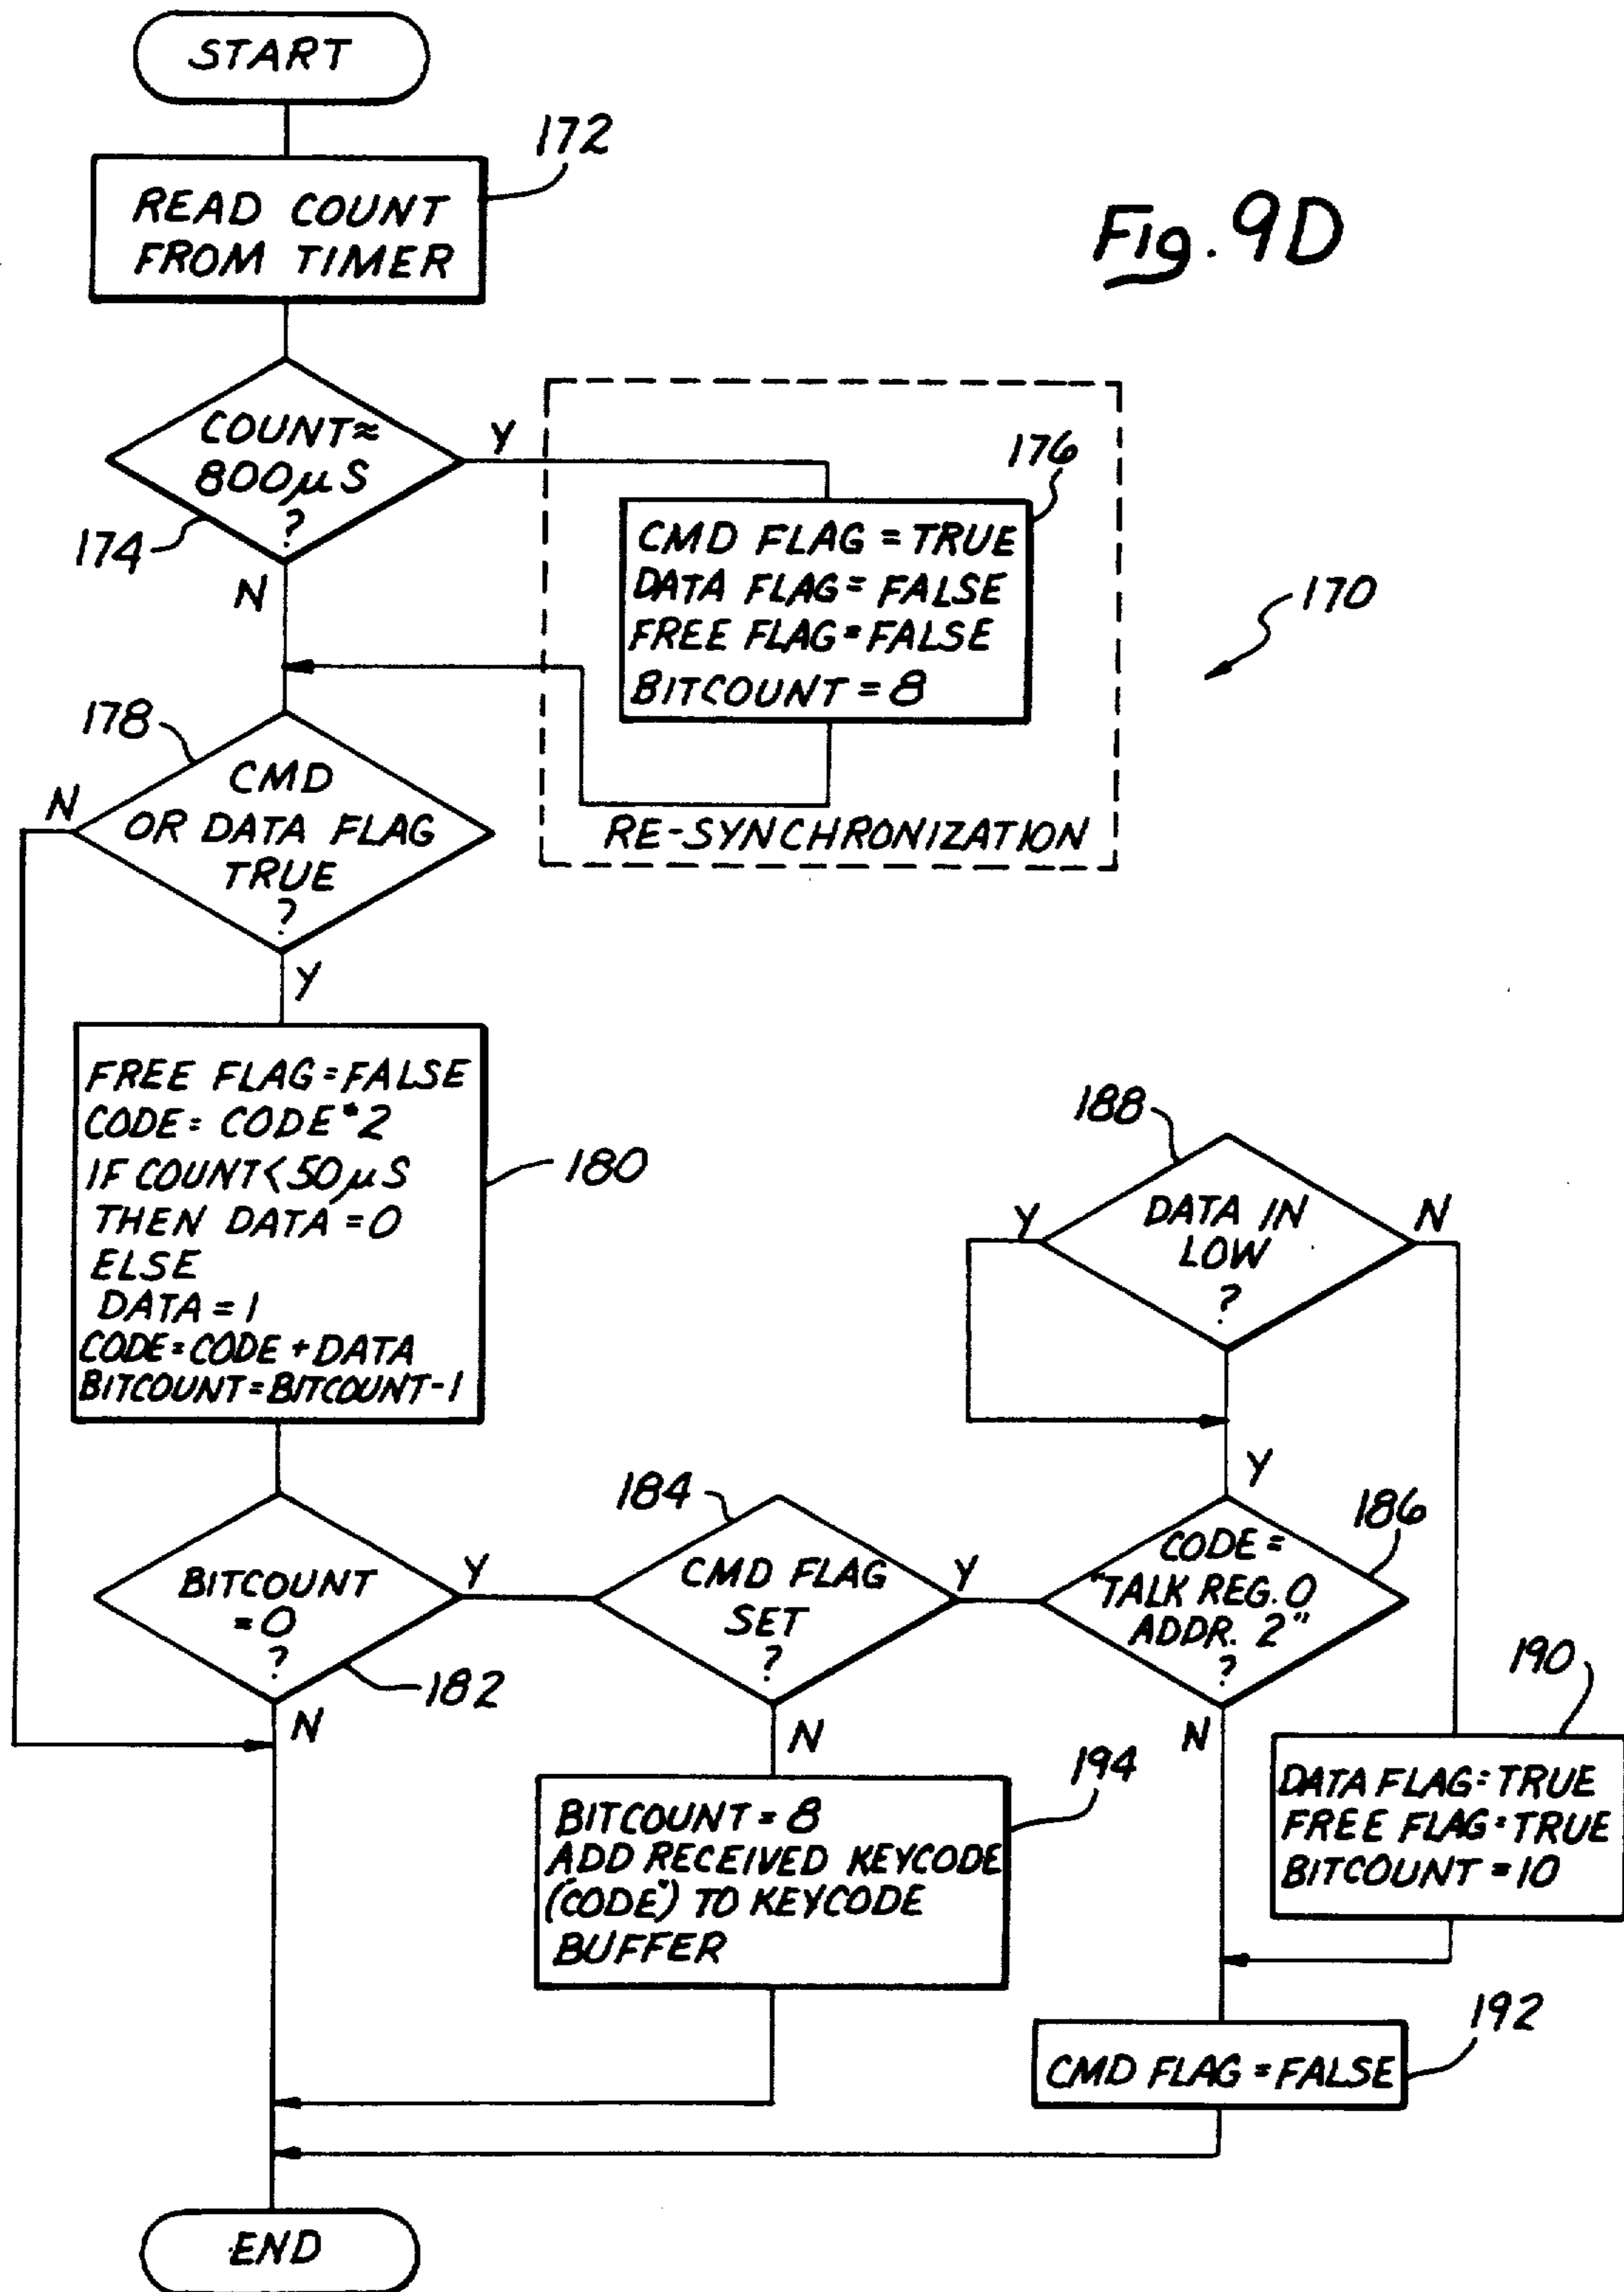 START
172
READ COUNT
FROM TIMER
Fig. 9D
COUNT≈
800µS
?
174
Y
N
176
CMD FLAG = TRUE
DATA FLAG = FALSE
FREE FLAG = FALSE
BITCOUNT = 8
RE-SYNCHRONIZATION
170
178
CMD
OR DATA FLAG
TRUE
?
N
Y
FREE FLAG = FALSE
CODE = CODE * 2
IF COUNT < 50µS
THEN DATA = 0
ELSE
DATA = 1
CODE = CODE + DATA
BITCOUNT = BITCOUNT - 1
180
188
DATA IN
LOW
?
Y
N
Y
BITCOUNT
= 0
?
182
Y
N
184
CMD FLAG
SET
?
Y
N
186
CODE =
"TALK REG. 0
ADDR. 2"
?
N
190
DATA FLAG = TRUE
FREE FLAG = TRUE
BITCOUNT = 10
194
BITCOUNT = 8
ADD RECEIVED KEYCODE
("CODE") TO KEYCODE
BUFFER
192
CMD FLAG = FALSE
END